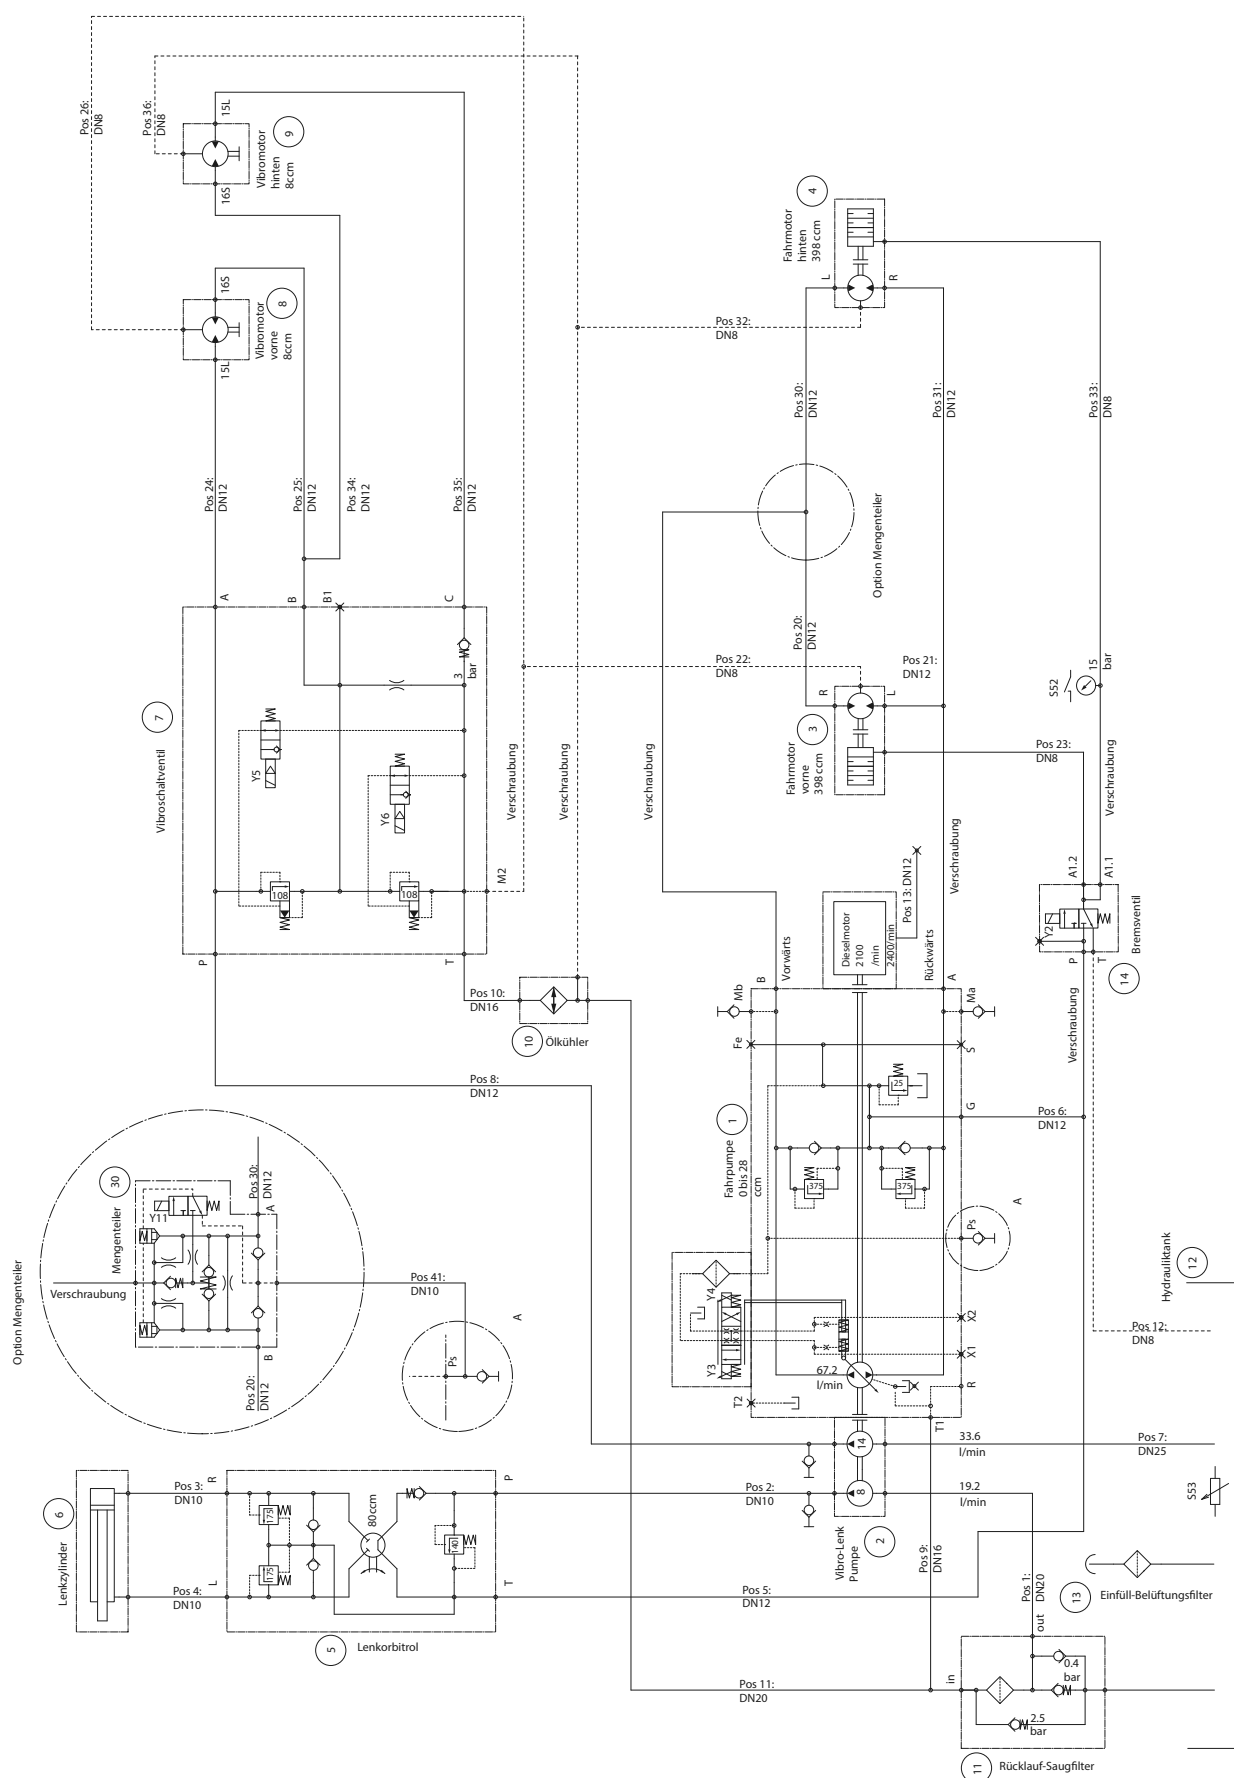 Pos 26:
DN8
Pos 36:
DN8
15L
16S
9
Vibromotor
hinten
8ccm
16S
15L
8
Vibromotor
vorne
8ccm
4
Fahrmotor
hinten
398 ccm
L
R
Pos 32:
DN8
Pos 30:
DN12
Pos 31:
DN12
Pos 33:
DN8
Pos 24:
DN12
Pos 25:
DN12
Pos 34:
DN12
Pos 35:
DN12
Option Mengenteiler
A
B
B1
C
3
bar
7
Vibroschaltventil
Y5
Y6
108
108
M2
P
T
Verschraubung
Verschraubung
Verschraubung
Pos 20:
DN12
Pos 22:
DN8
Pos 21:
DN12
R
L
3
Fahrmotor
vorne
398 ccm
S52
15
bar
Pos 23:
DN8
Verschraubung
Verschraubung
A1.2
A1.1
Y2
P
T
Bremsventil
14
Verschraubung
Pos 10:
DN16
10
Ölkühler
Pos 8:
DN12
Dieselmotor
2100
/min
2400/min
Pos 13: DN12
Vorwärts
Rückwärts
B
A
Mb
Ma
Fe
S
25
G
Pos 6:
DN12
1
Fahrpumpe
0 bis 28
ccm
375
375
Ps
A
Y4
Y3
X2
X1
R
67.2
l/min
T2
T1
Option Mengenteiler
30
Mengenteiler
Y11
Pos 30:
DN12
A
Verschraubung
B
Pos 20:
DN12
Pos 41:
DN10
Ps
A
Hydrauliktank
12
Pos 12:
DN8
14
33.6
l/min
Pos 7:
DN25
8
19.2
l/min
S53
Vibro-Lenk
Pumpe
2
6
Lenkzylinder
Pos 3:
DN10
Pos 4:
DN10
R
L
175
175
80ccm
140
P
T
Pos 2:
DN10
Pos 5:
DN12
5
Lenkorbitrol
Pos 9:
DN16
Pos 1:
DN20
out
in
13
Einfüll-Belüftungsfilter
Pos 11:
DN20
0.4
bar
2.5
bar
11
Rücklauf-Saugfilter